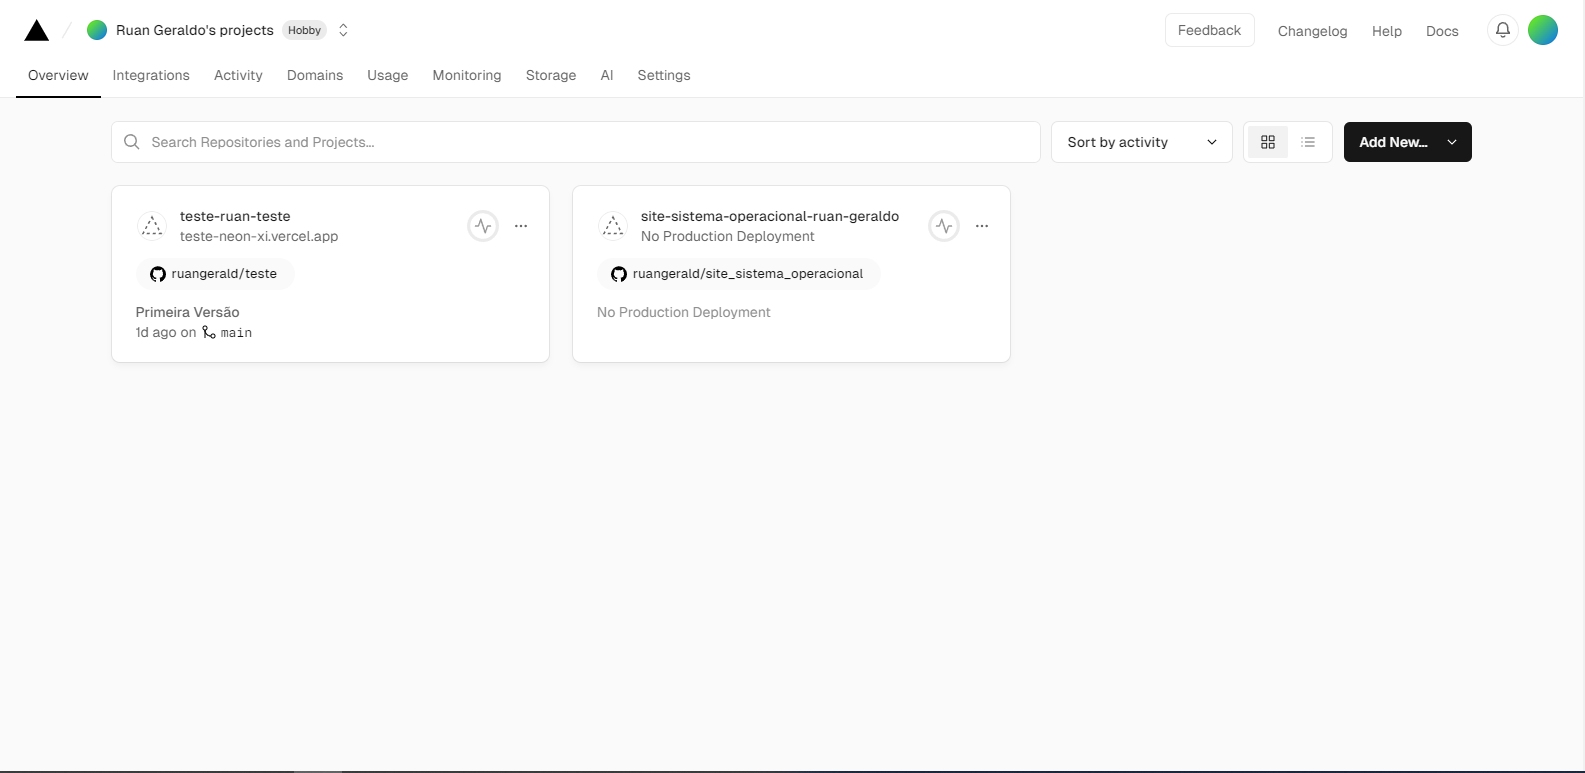 Ruan Geraldo's projects Hobby
Feedback Changelog Help Docs
Overview Integrations Activity Domains Usage Monitoring Storage AI Settings
Search Repositories and Projects...
Sort by activity
Add New...
teste-ruan-teste
teste-neon-xi.vercel.app
ruangerald/teste
Primeira Versão
1d ago on main
site-sistema-operacional-ruan-geraldo
No Production Deployment
ruangerald/site_sistema_operacional
No Production Deployment